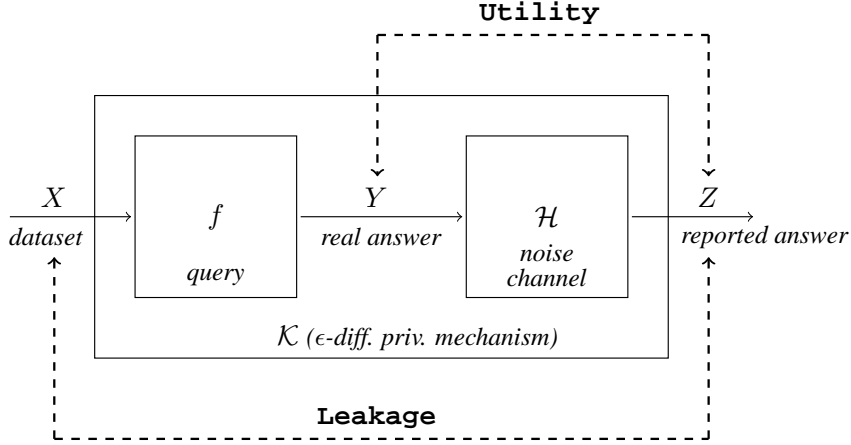 Utility
X
Y
Z
f
ℋ
dataset
real answer
reported answer
query
noise
channel
𝒦 (ϵ-diff. priv. mechanism)
Leakage